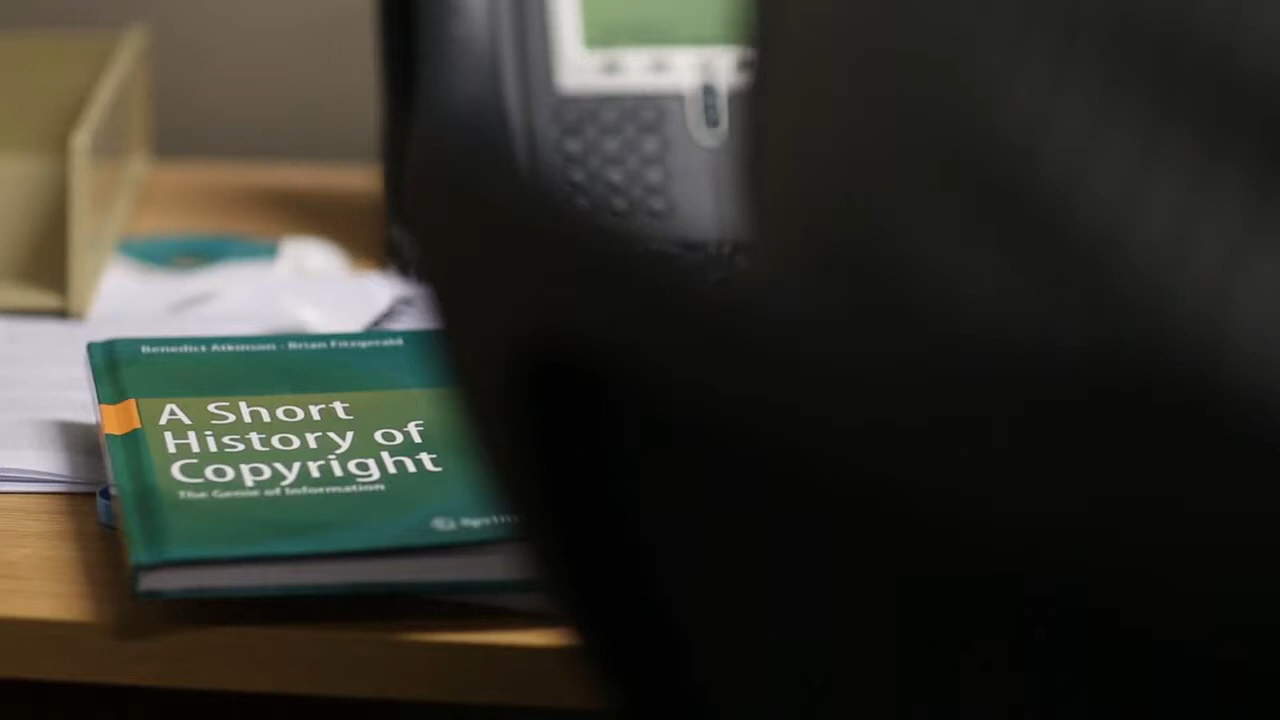 Benedict Atkinson · Brian Fitzgerald
A Short
History of
Copyright
The Genie of Information